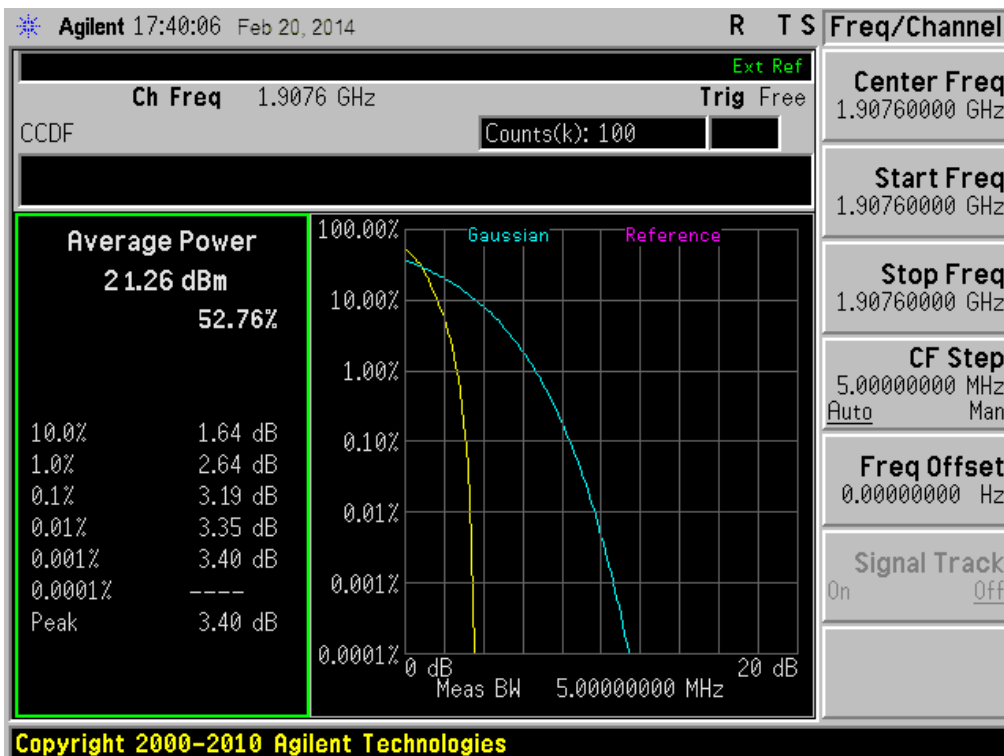 Agilent 17:40:06 Feb 20, 2014 R T S
Ext Ref
Ch Freq 1.9076 GHz Trig Free
CCDF Counts(k): 100
Average Power
21.26 dBm
52.76%
10.0% 1.64 dB
1.0% 2.64 dB
0.1% 3.19 dB
0.01% 3.35 dB
0.001% 3.40 dB
0.0001% ----
Peak 3.40 dB
Gaussian Reference
100.00%
10.00%
1.00%
0.10%
0.01%
0.001%
0.0001%
0 dB 20 dB
Meas BW 5.00000000 MHz
Freq/Channel
Center Freq
1.90760000 GHz
Start Freq
1.90760000 GHz
Stop Freq
1.90760000 GHz
CF Step
5.00000000 MHz
Auto Man
Freq Offset
0.00000000 Hz
Signal Track
On Off
Copyright 2000-2010 Agilent Technologies